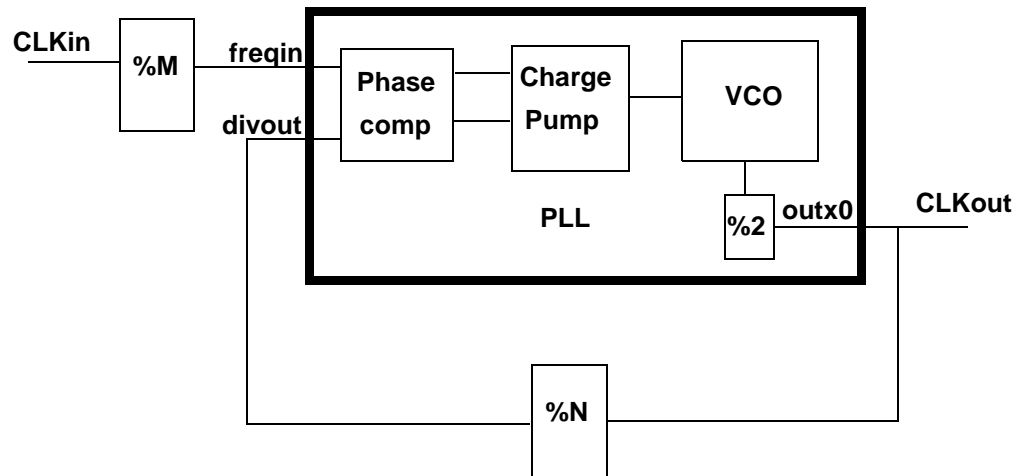 CLKin
%M
freqin
divout
Phase
comp
Charge
Pump
VCO
%2
outx0
CLKout
PLL
%N